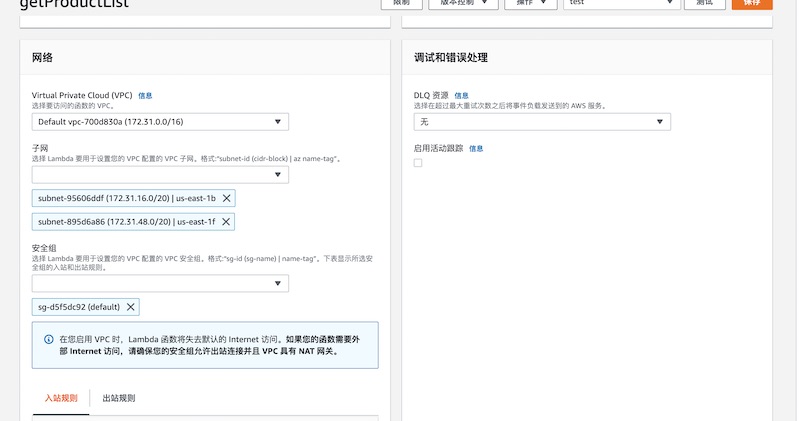 getProductList
限制
版本控制
操作
test
测试
保存
网络
Virtual Private Cloud (VPC) 信息
选择要访问的函数的 VPC。
Default vpc-700d830a (172.31.0.0/16)
子网
选择 Lambda 要用于设置您的 VPC 配置的 VPC 子网。格式:“subnet-id (cidr-block) | az name-tag”。
subnet-95606ddf (172.31.16.0/20) | us-east-1b
subnet-895d6a86 (172.31.48.0/20) | us-east-1f
安全组
选择 Lambda 要用于设置您的 VPC 配置的 VPC 安全组。格式:“sg-id (sg-name) | name-tag”。下表显示所选安
全组的入站和出站规则。
sg-d5f5dc92 (default)
在您启用 VPC 时，Lambda 函数将失去默认的 Internet 访问。如果您的函数需要外
部 Internet 访问，请确保您的安全组允许出站连接并且 VPC 具有 NAT 网关。
入站规则
出站规则
调试和错误处理
DLQ 资源 信息
选择在超过最大重试次数之后将事件负载发送到的 AWS 服务。
无
启用活动跟踪 信息